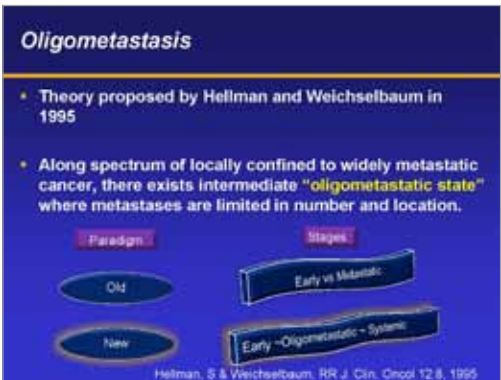 Oligometastasis
• Theory proposed by Hellman and Weichselbaum in
1995
• Along spectrum of locally confined to widely metastatic
cancer, there exists intermediate "oligometastatic state"
where metastases are limited in number and location.
Paradigm
Stages
Old
Early vs Metastatic
New
Early ~Oligometastatic ~ Systemic
Hellman, S & Weichselbaum, RR J. Clin. Oncol 12.8, 1995